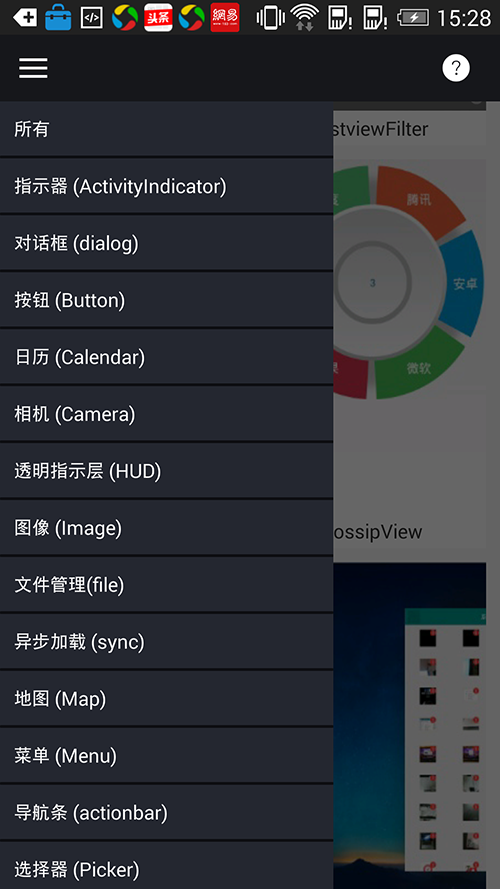 头条
網易
www.163.com
15:28
?
所有
指示器 (ActivityIndicator)
对话框 (dialog)
按钮 (Button)
日历 (Calendar)
相机 (Camera)
透明指示层 (HUD)
图像 (Image)
文件管理(file)
异步加载 (sync)
地图 (Map)
菜单 (Menu)
导航条 (actionbar)
选择器 (Picker)
stviewFilter
腾讯
安卓
3
微软
ossipView